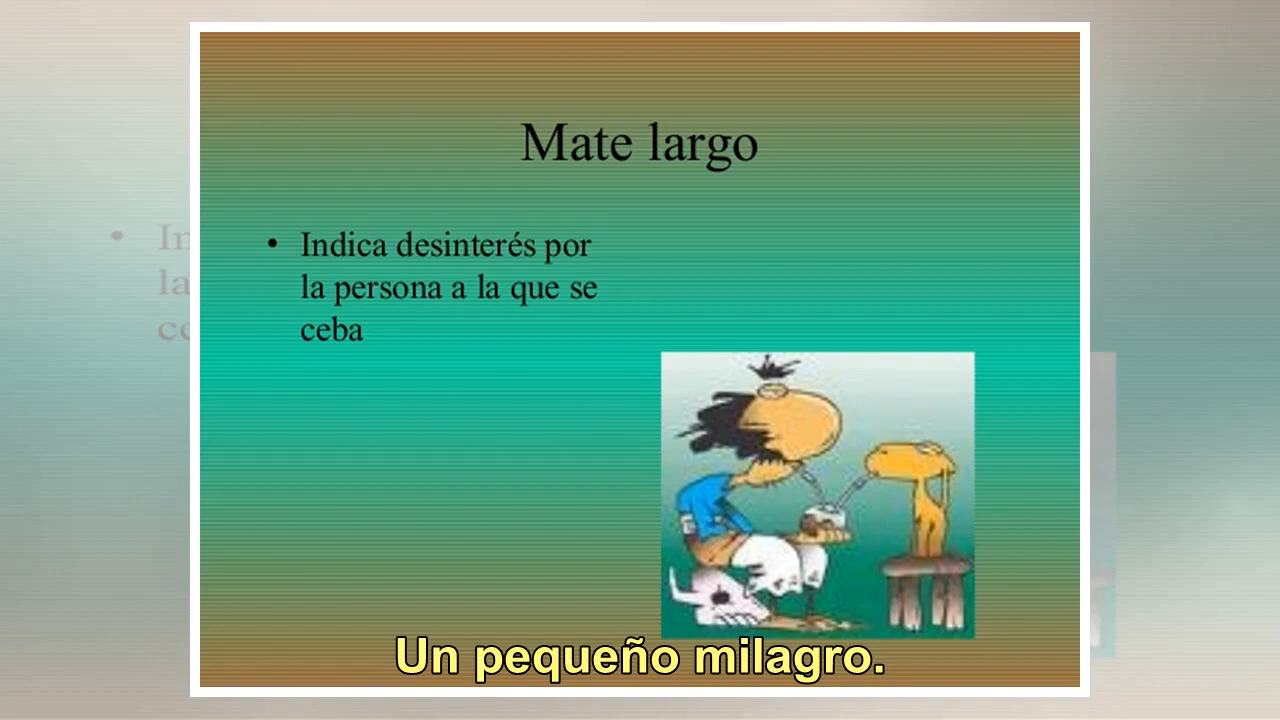 Mate largo
• Indica desinterés por
la persona a la que se
ceba
Un pequeño milagro.